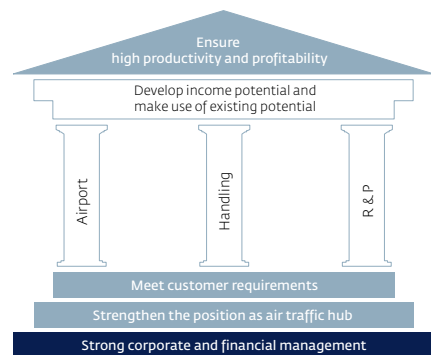 Ensure
high productivity and profitability
Develop income potential and
make use of existing potential
Airport
Handling
R & P
Meet customer requirements
Strengthen the position as air traffic hub
Strong corporate and financial management